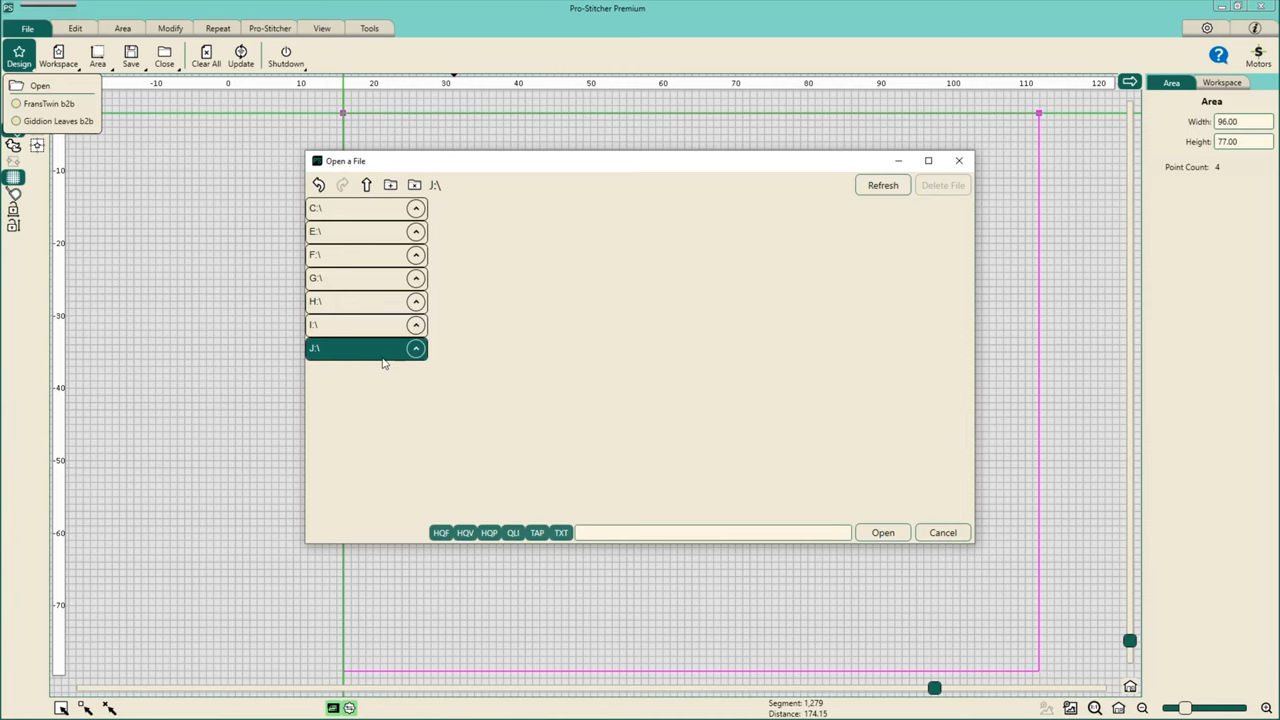 Pro-Stitcher Premium
File Edit Area Modify Repeat Pro-Stitcher View Tools
Design Workspace Area Save Close Clear All Update Shutdown Motors
Open
FransTwin b2b
Giddion Leaves b2b
-10 0 10 20 30 40 50 60 70 80 90 100 110 120
-10
-20
-30
-40
-50
-60
-70
Area Workspace
Area
Width: 96.00
Height: 77.00
Point Count: 4
Open a File
J:\
Refresh Delete File
C:\
E:\
F:\
G:\
H:\
I:\
J:\
HQF HQV HQP QLI TAP TXT
Open Cancel
Segment: 1,279
Distance: 174.15